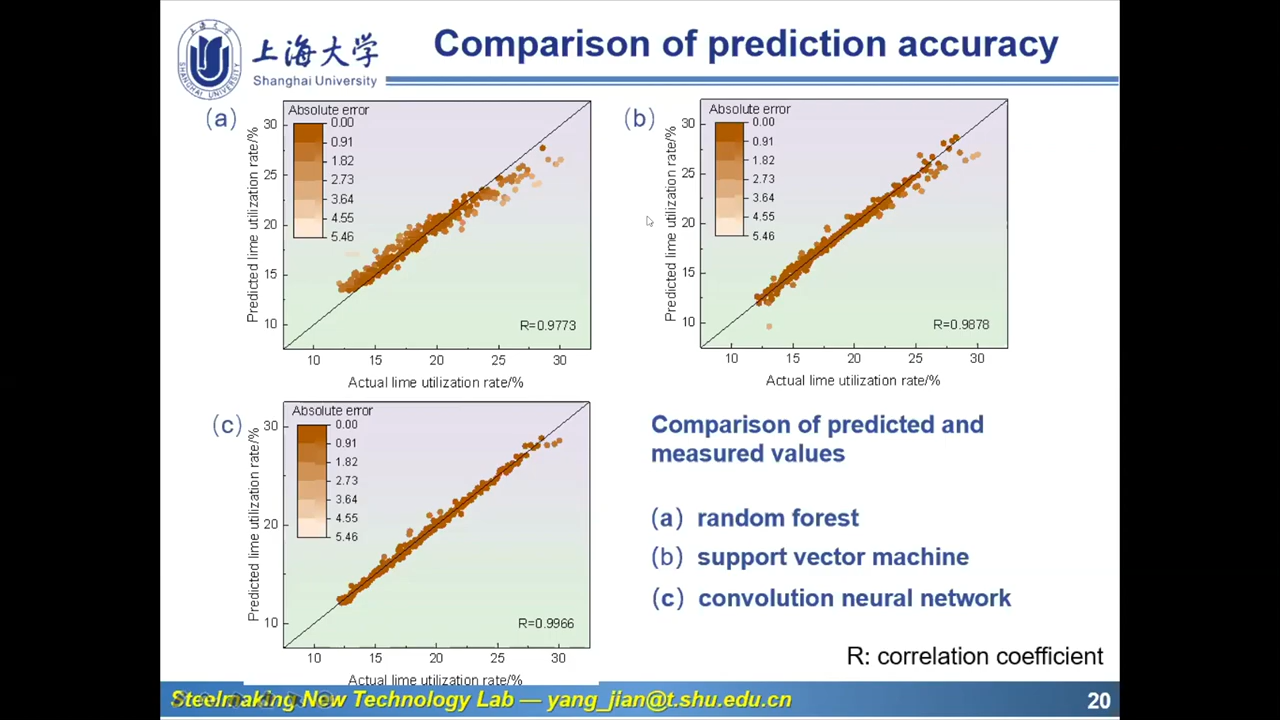 Comparison of prediction accuracy
上海大学
Shanghai University
SHANGHAI UNIVERSITY
(a)
Absolute error
0.00
0.91
1.82
2.73
3.64
4.55
5.46
Predicted lime utilization rate/%
30
25
20
15
10
R=0.9773
10 15 20 25 30
Actual lime utilization rate/%
(b)
Absolute error
0.00
0.91
1.82
2.73
3.64
4.55
5.46
Predicted lime utilization rate/%
30
25
20
15
10
R=0.9878
10 15 20 25 30
Actual lime utilization rate/%
(c)
Absolute error
0.00
0.91
1.82
2.73
3.64
4.55
5.46
Predicted lime utilization rate/%
30
20
10
R=0.9966
10 15 20 25 30
Actual lime utilization rate/%
Comparison of predicted and
measured values
(a) random forest
(b) support vector machine
(c) convolution neural network
R: correlation coefficient
Steelmaking New Technology Lab — yang_jian@t.shu.edu.cn
20